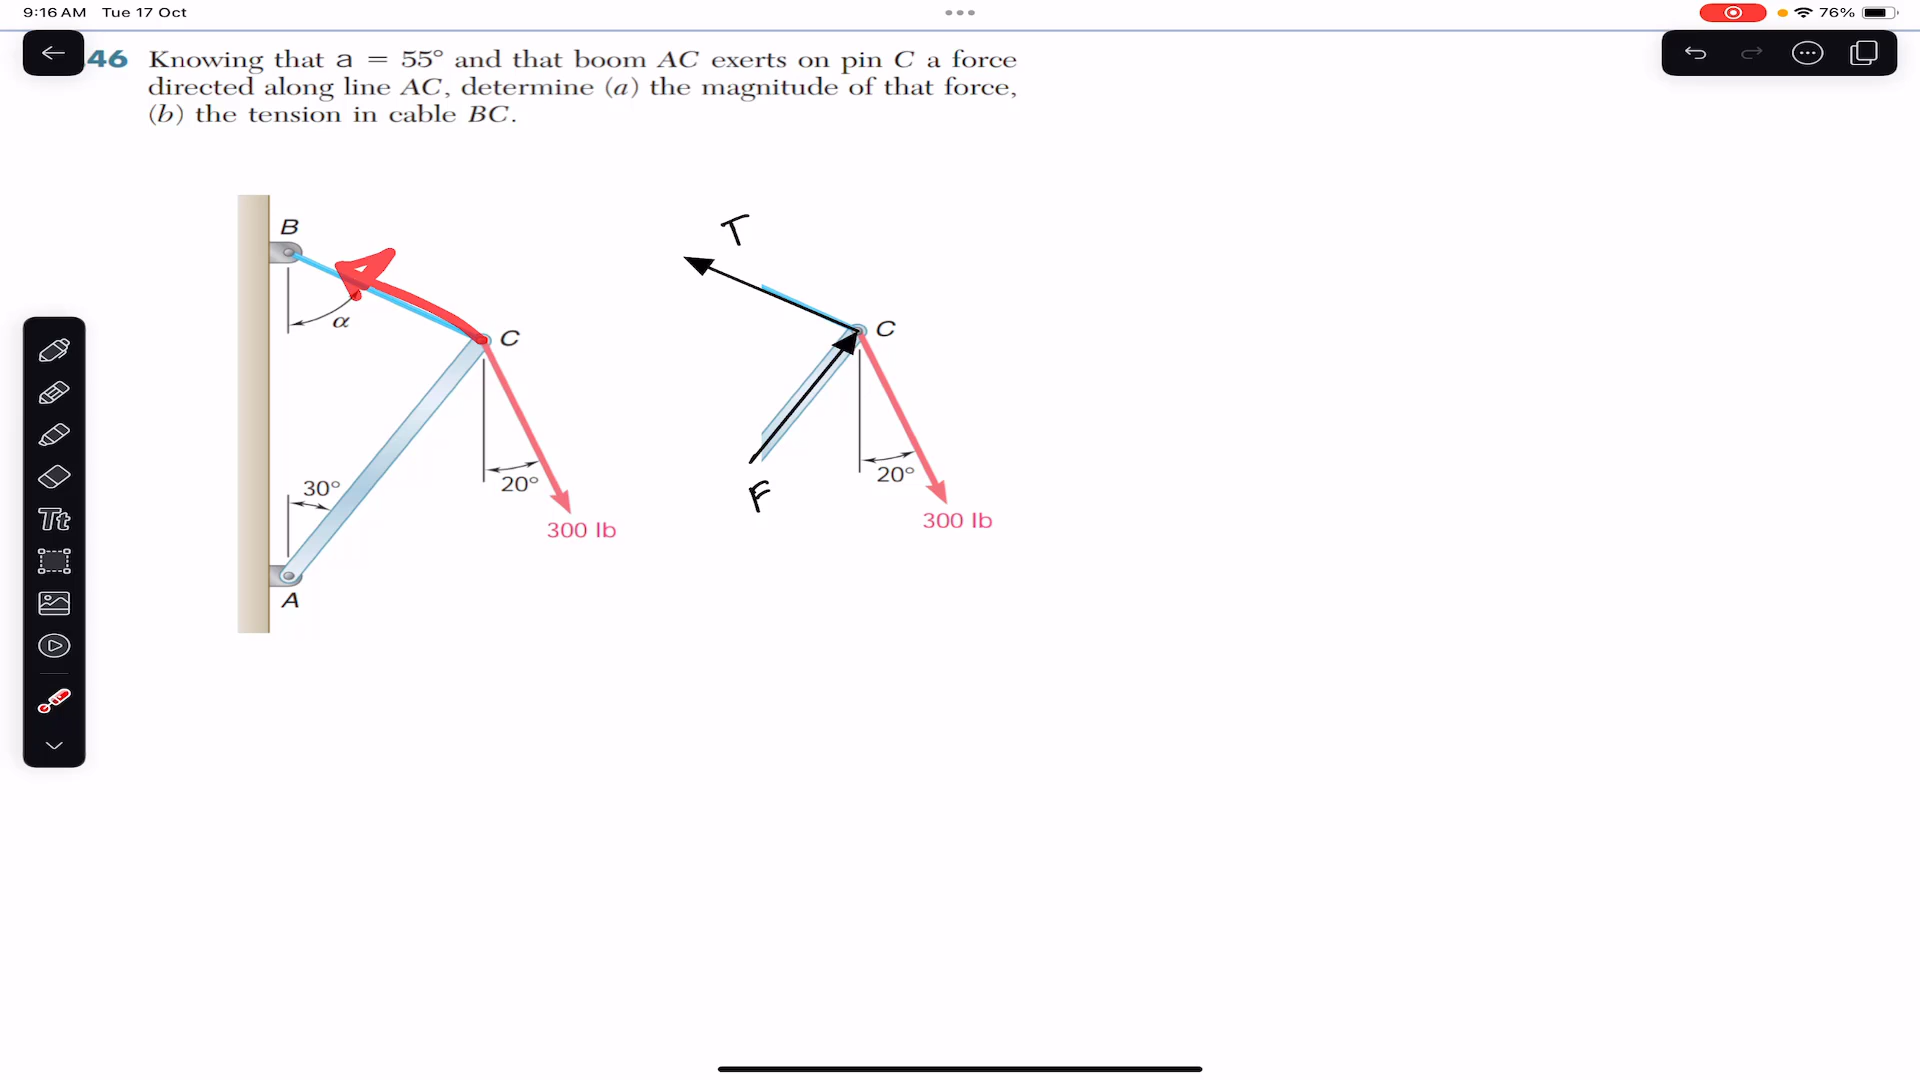 9:16 AM Tue 17 Oct
76%
46 Knowing that a = 55° and that boom AC exerts on pin C a force
directed along line AC, determine (a) the magnitude of that force,
(b) the tension in cable BC.
B
T
α
C
C
30°
20°
20°
F
300 lb
300 lb
A
Tt